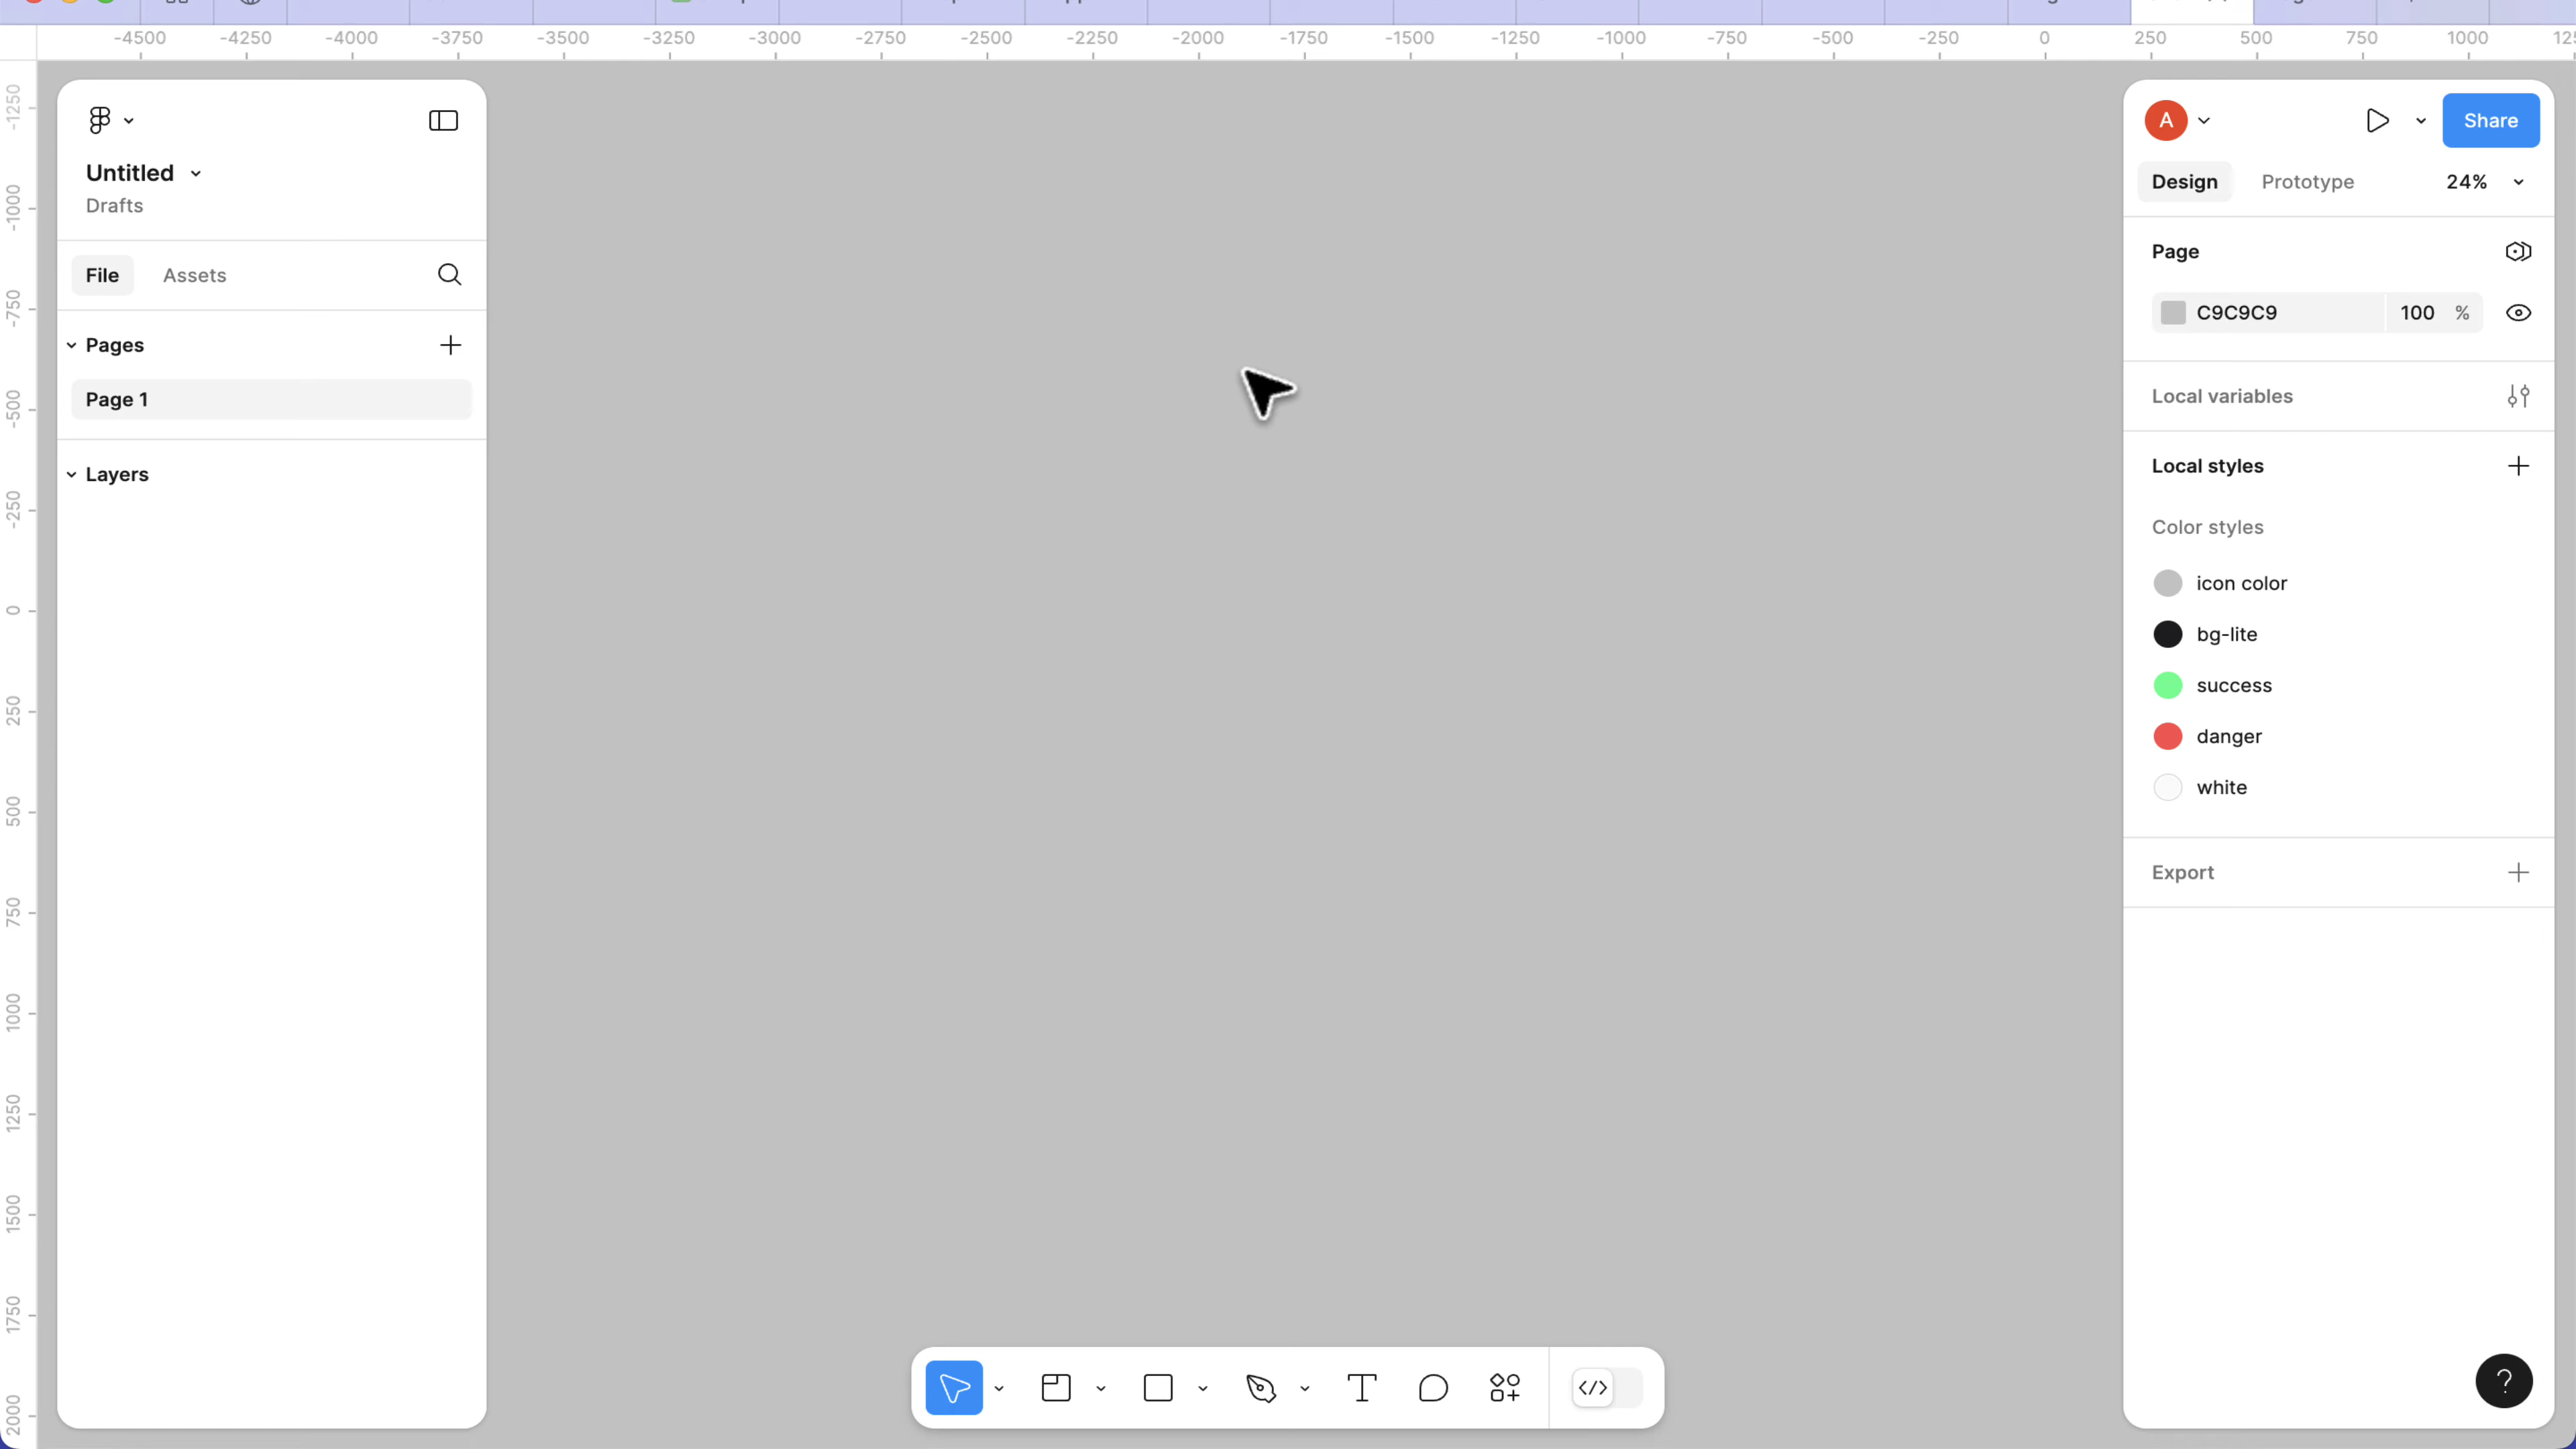 -4500 -4250 -4000 -3750 -3500 -3250 -3000 -2750 -2500 -2250 -2000 -1750 -1500 -1250 -1000 -750 -500 -250 0 250 500 750 1000
-1250
-1000
-750
-500
-250
0
250
500
750
1000
1250
1500
1750
2000
Untitled
Drafts
File Assets
Pages
Page 1
Layers
A
Share
Design Prototype 24%
Page
C9C9C9 100 %
Local variables
Local styles
Color styles
icon color
bg-lite
success
danger
white
Export
T
?